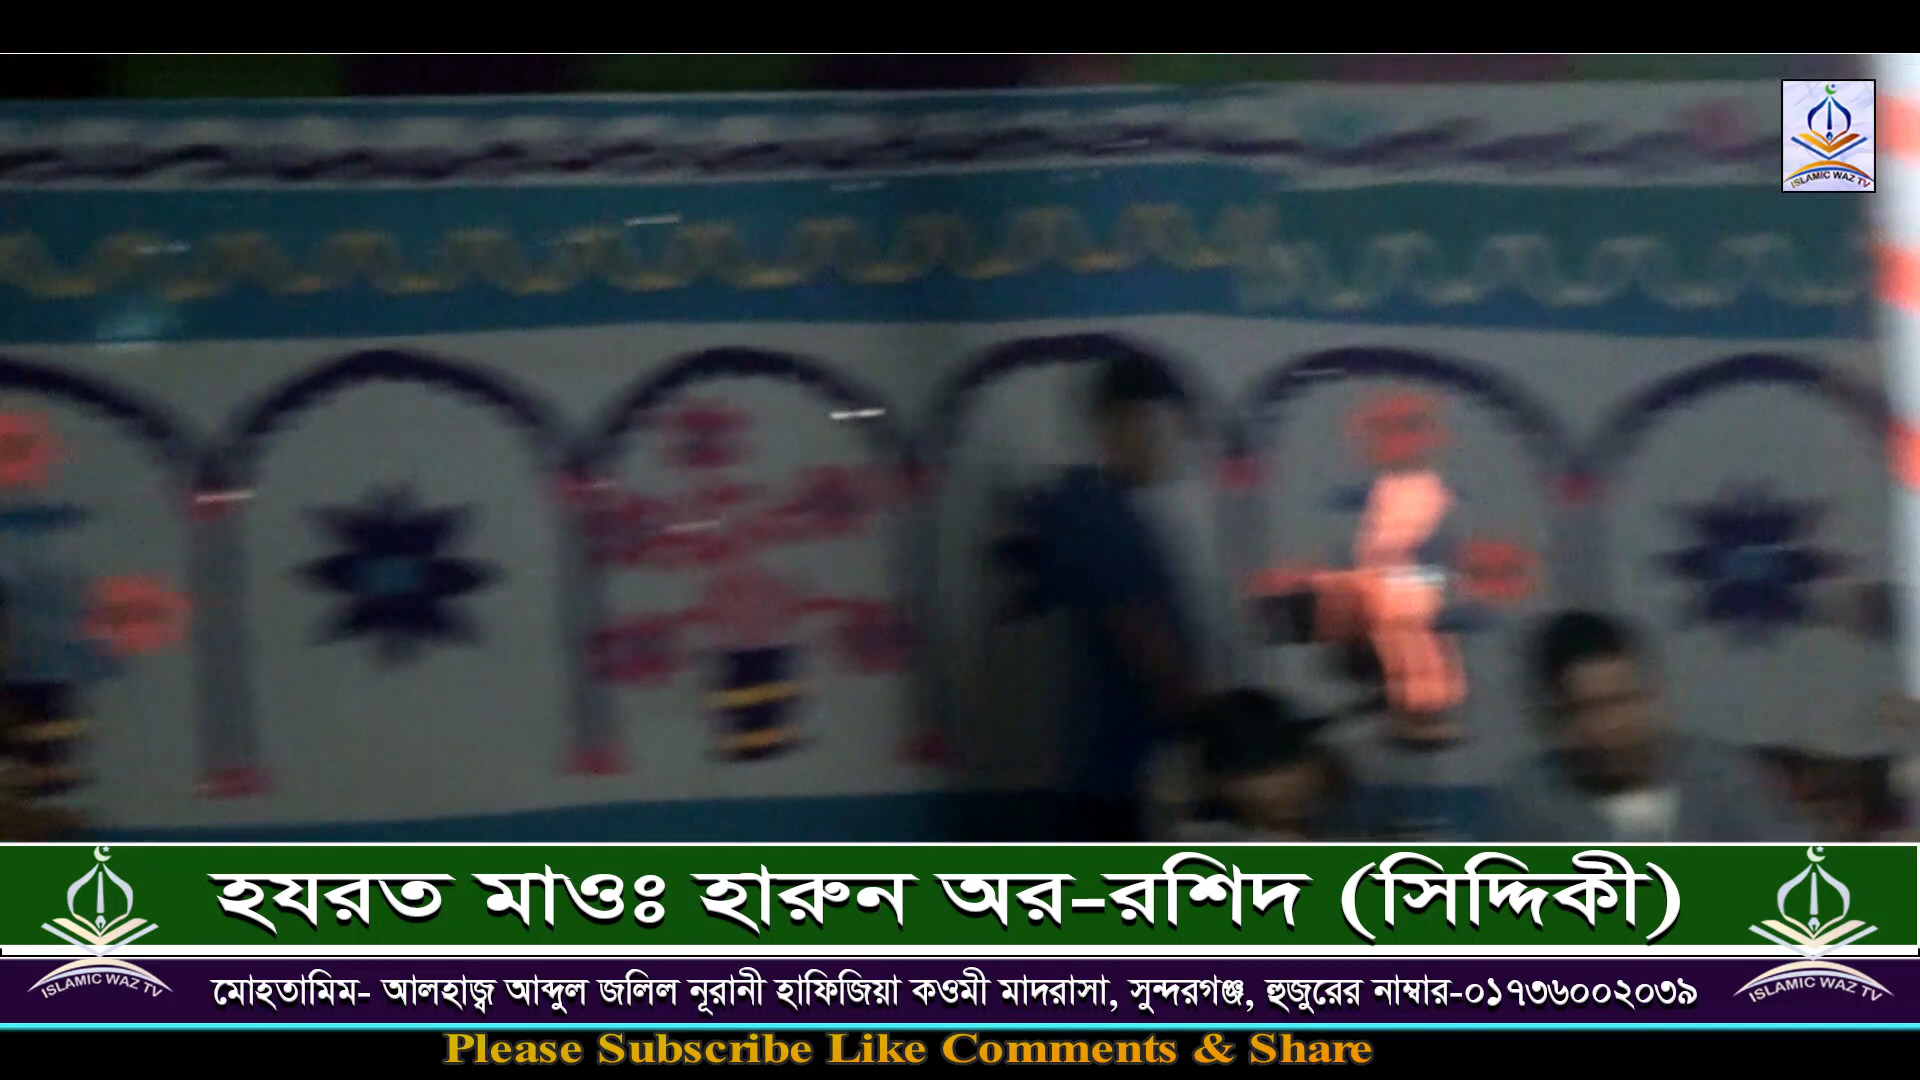 ISLAMIC WAZ TV
হযরত মাওঃ হারুন অর-রশিদ (সিদ্দিকী)
ISLAMIC WAZ TV
মোহতামিম- আলহাজ্ব আব্দুল জলিল নূরানী হাফিজিয়া কওমী মাদরাসা, সুন্দরগঞ্জ, হুজুরের নাম্বার-০১৭৩৬০০২০৩৯
ISLAMIC WAZ TV
Please Subscribe Like Comments & Share